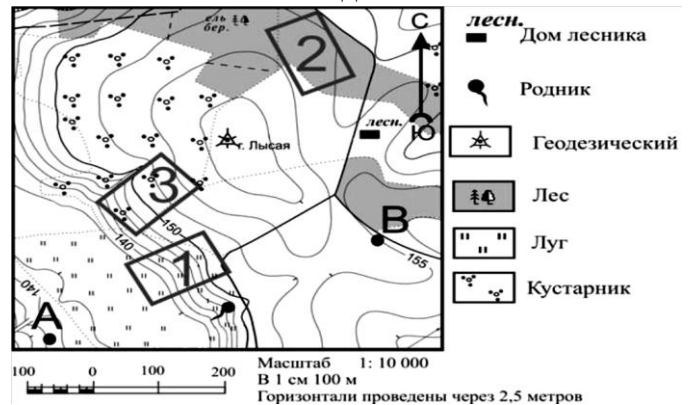 ель
бер.
2
С
Ю
лесн.
г. Лысая
3
150
140
1
В
155
140
А
лесн.
Дом лесника
Родник
Геодезический
Лес
Луг
Кустарник
100 0 100 200
Масштаб 1: 10 000
В 1 см 100 м
Горизонтали проведены через 2,5 метров